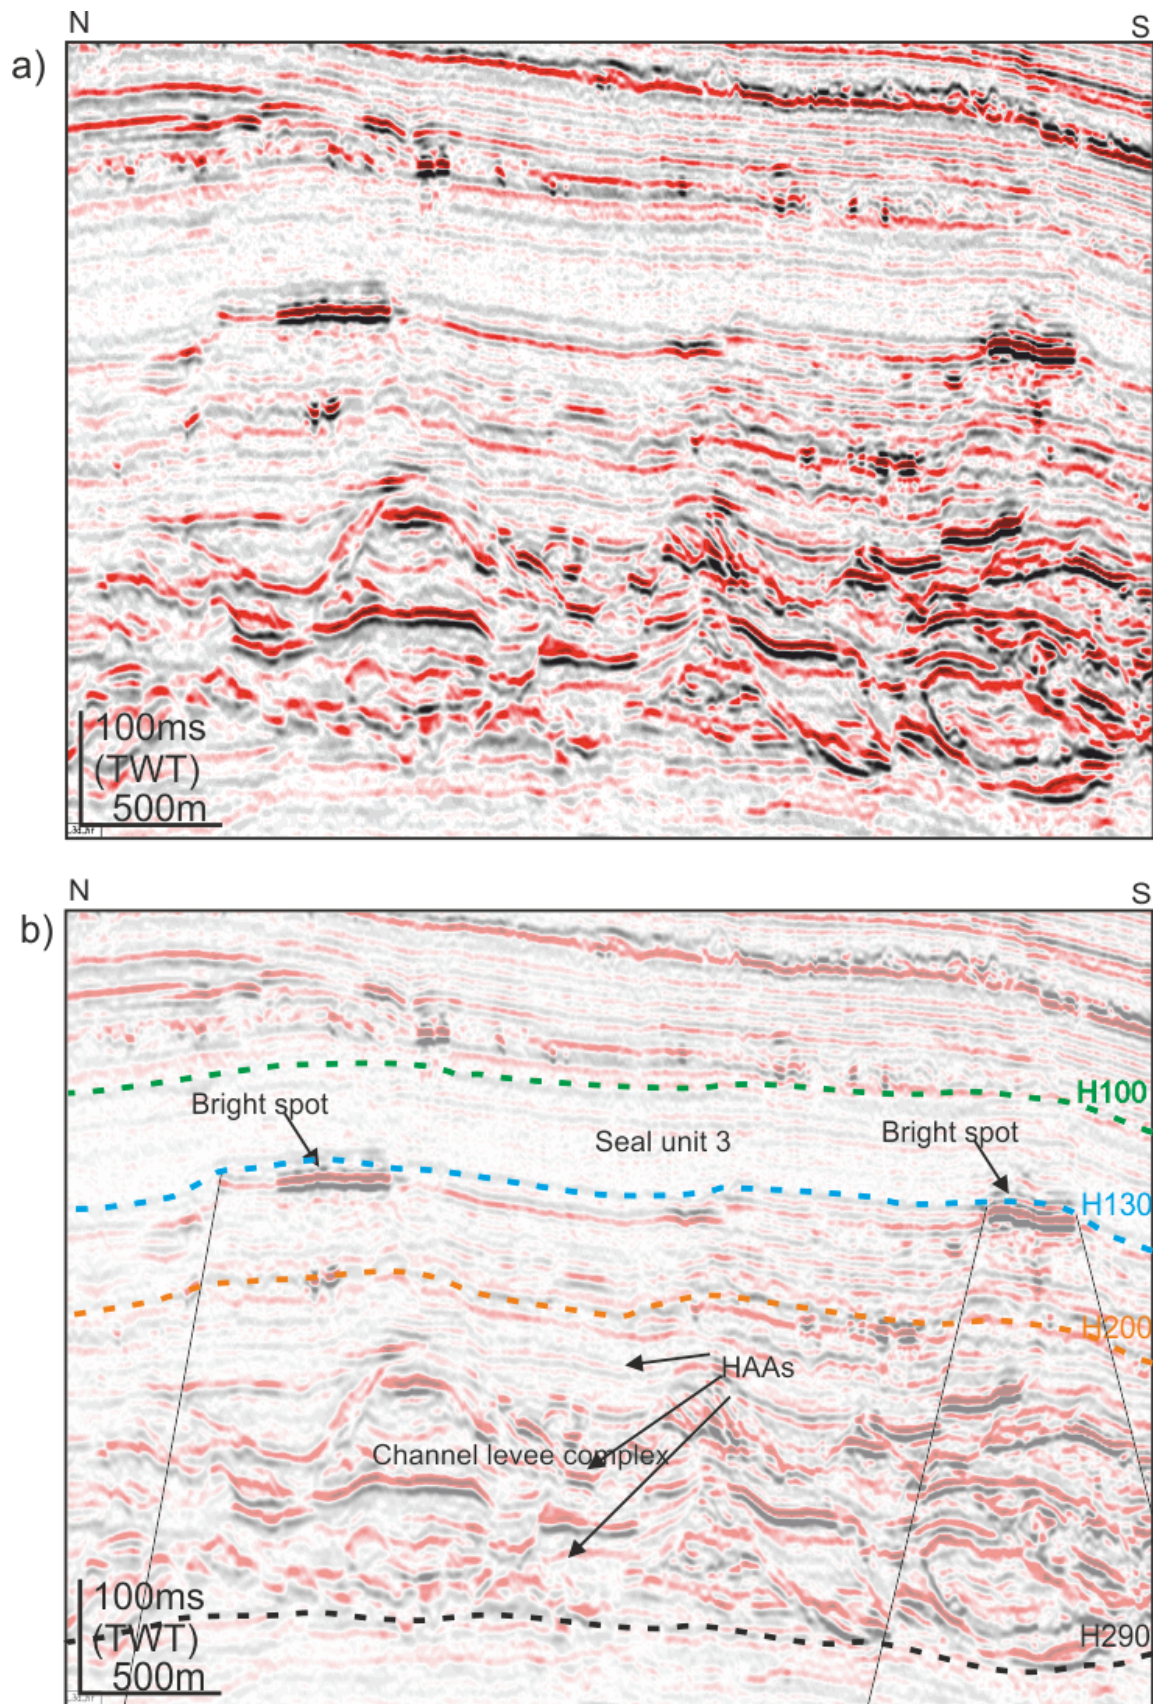 N
S
a)
100ms
(TWT)
500m
N
S
b)
H100
Bright spot
Seal unit 3
Bright spot
H130
H200
HAAs
Channel levee complex
100ms
(TWT)
500m
H290